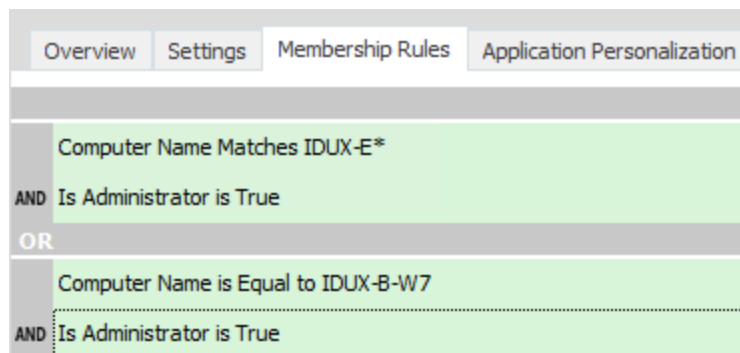 Overview Settings Membership Rules Application Personalization
Computer Name Matches IDUX-E*
AND Is Administrator is True
OR
Computer Name is Equal to IDUX-B-W7
AND Is Administrator is True